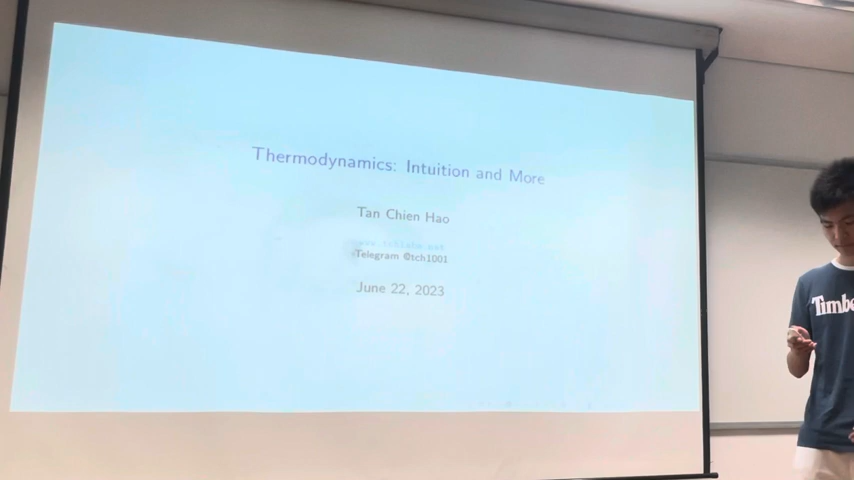 Thermodynamics: Intuition and More
Tan Chien Hao
Telegram @tch1001
June 22, 2023
Timbe